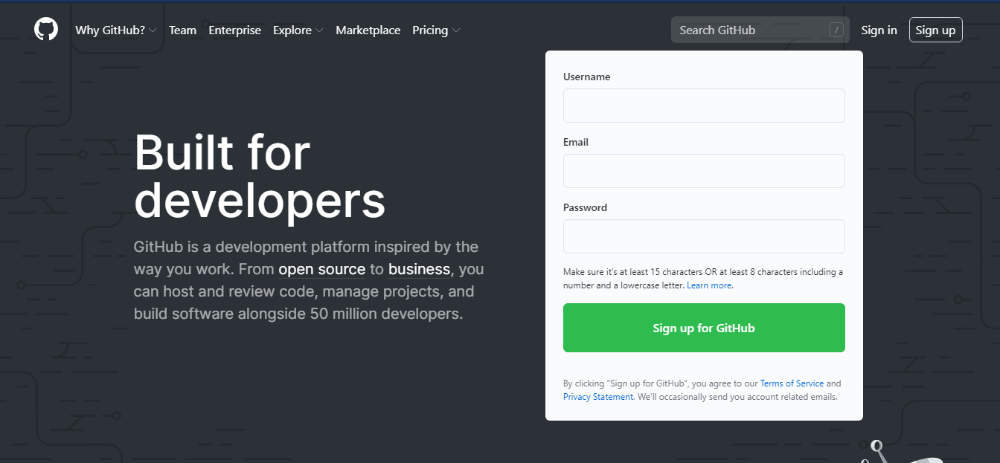 Why GitHub? Team Enterprise Explore Marketplace Pricing Search GitHub / Sign in Sign up
Built for
developers
GitHub is a development platform inspired by the
way you work. From open source to business, you
can host and review code, manage projects, and
build software alongside 50 million developers.
Username
Email
Password
Make sure it's at least 15 characters OR at least 8 characters including a
number and a lowercase letter. Learn more.
Sign up for GitHub
By clicking “Sign up for GitHub”, you agree to our Terms of Service and
Privacy Statement. We’ll occasionally send you account related emails.